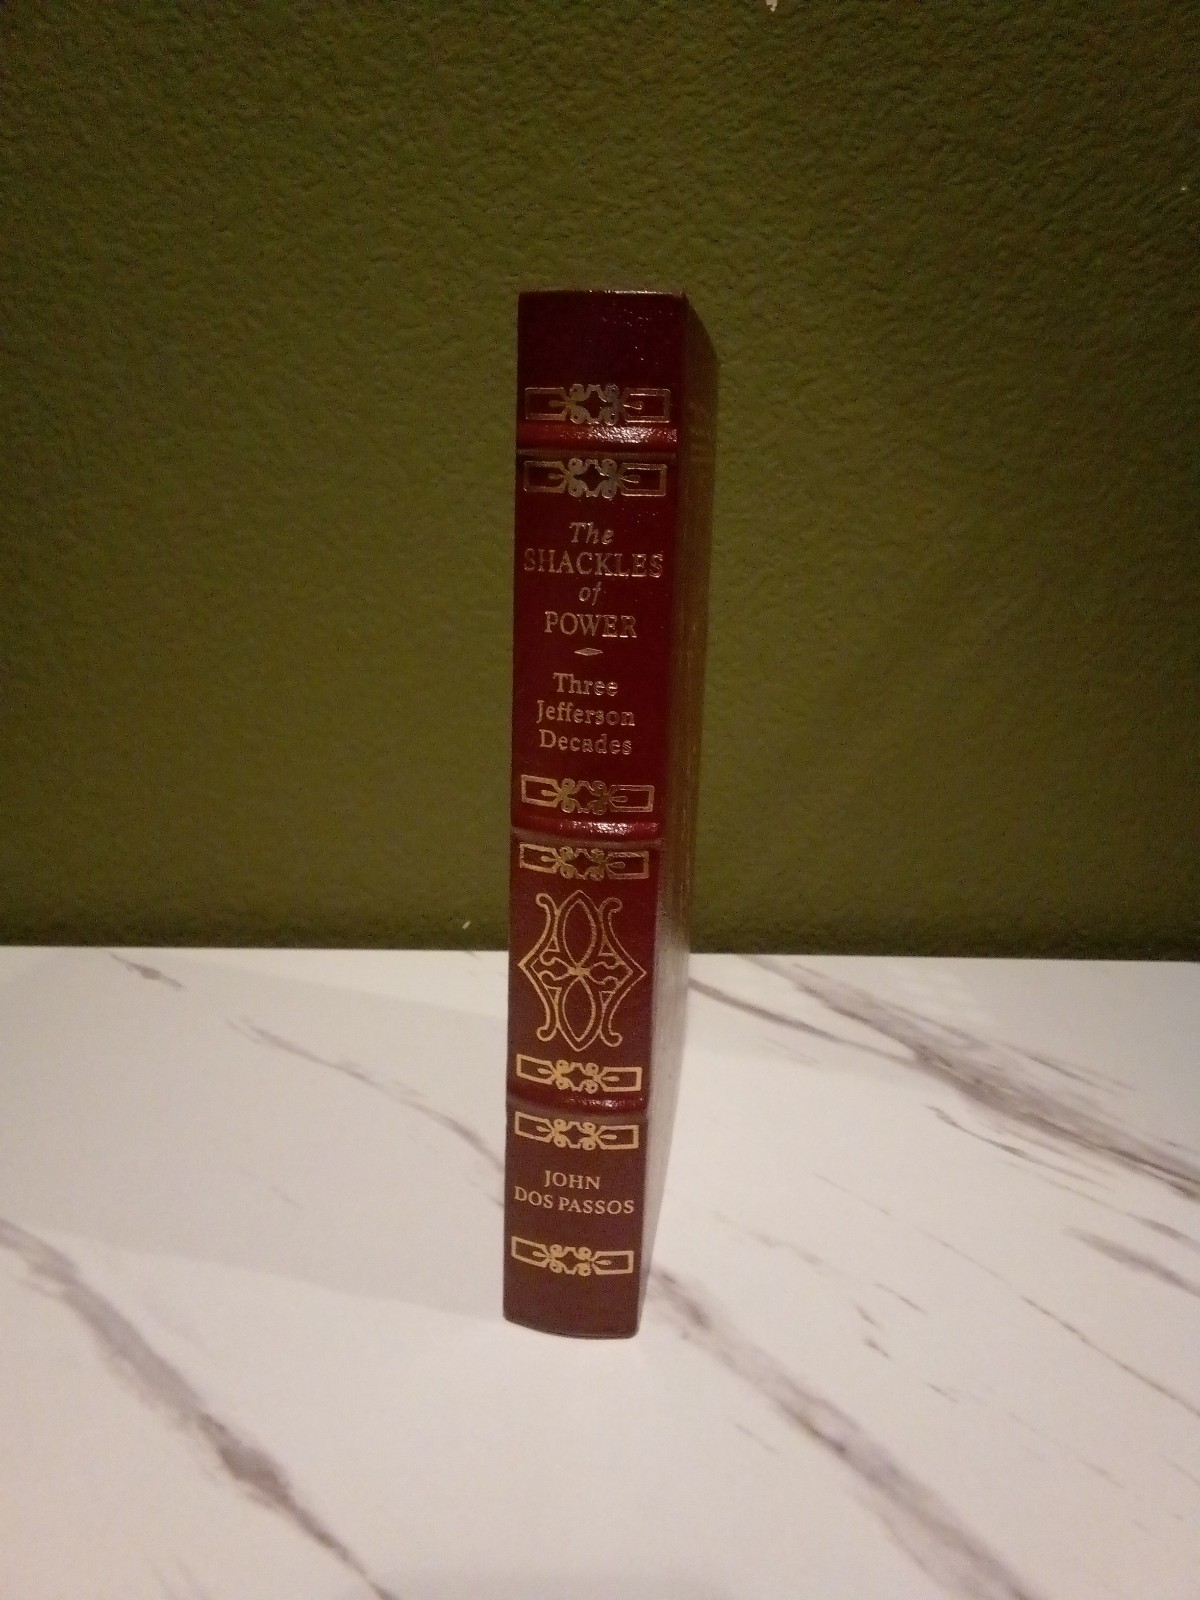 The
SHACKLES
of
POWER
Three
Jefferson
Decades
JOHN
DOS PASSOS